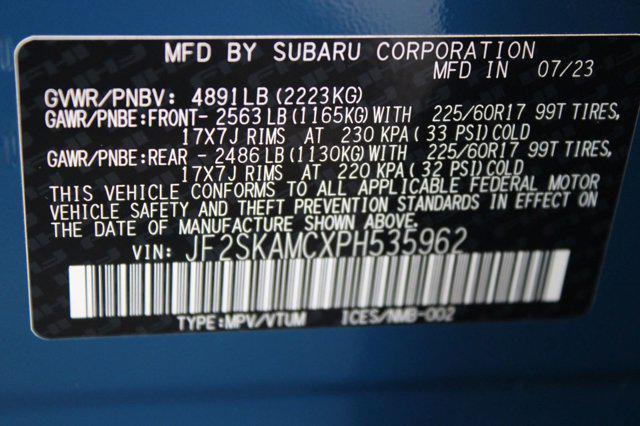 MFD BY SUBARU CORPORATION
MFD IN 07/23
GVWR/PNBV: 4891LB (2223KG)
GAWR/PNBE:FRONT- 2563LB (1165KG)WITH 225/60R17 99T TIRES,
17X7J RIMS AT 230 KPA( 33 PSI)COLD
GAWR/PNBE:REAR - 2486LB(1130KG)WITH 225/60R17 99T TIRES,
17X7J RIMS AT 220 KPA( 32 PSI)COLD
THIS VEHICLE CONFORMS TO ALL APPLICABLE FEDERAL MOTOR
VEHICLE SAFETY AND THEFT PREVENTION STANDARDS IN EFFECT ON
THE DATE OF MANUFACTURE SHOWN ABOVE.
VIN: JF2SKAMCXPH535962
TYPE:MPV/VTUM ICES/NMB-002